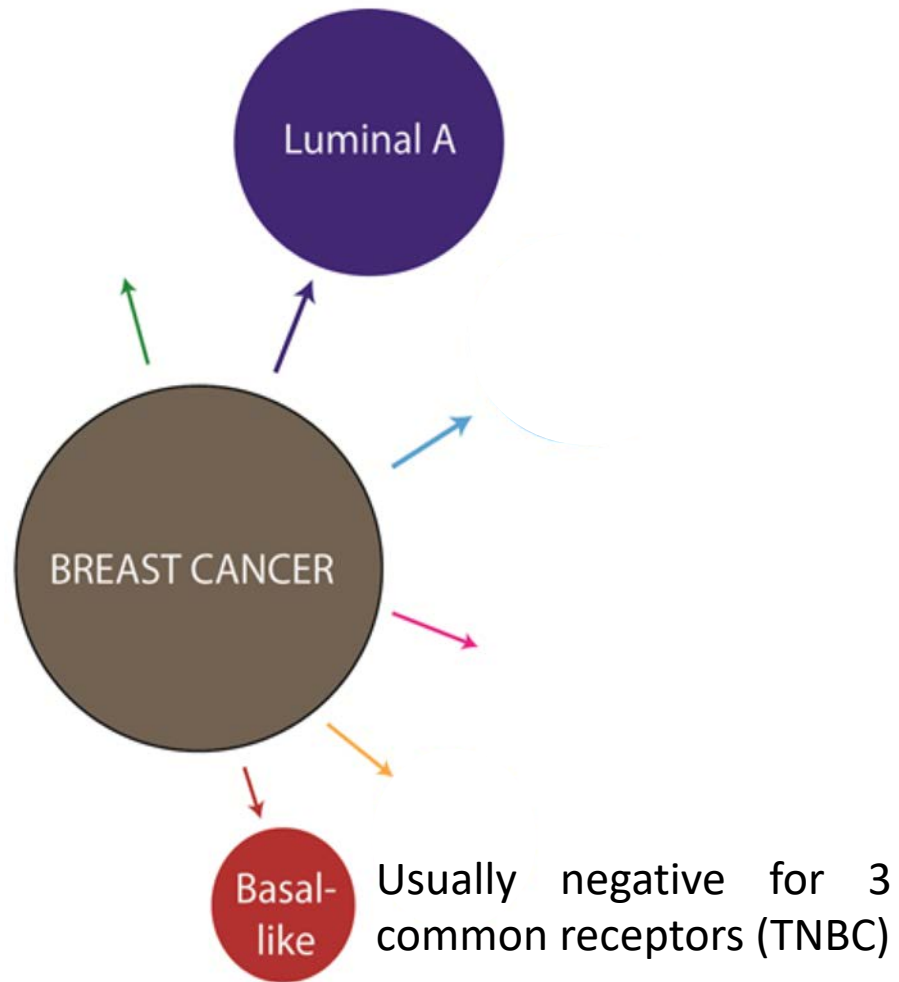 Luminal A
BREAST CANCER
Basal-
like
Usually negative for 3
common receptors (TNBC)